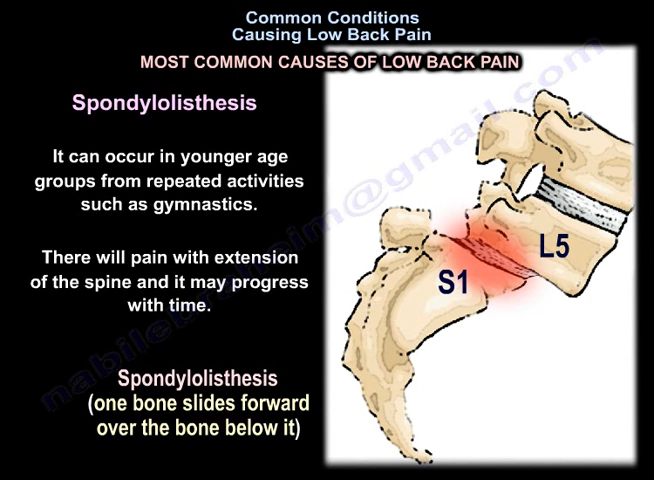 Common Conditions
Causing Low Back Pain
MOST COMMON CAUSES OF LOW BACK PAIN
Spondylolisthesis
It can occur in younger age
groups from repeated activities
such as gymnastics.
There will pain with extension
of the spine and it may progress
with time.
Spondylolisthesis
(one bone slides forward
over the bone below it)
L5
S1